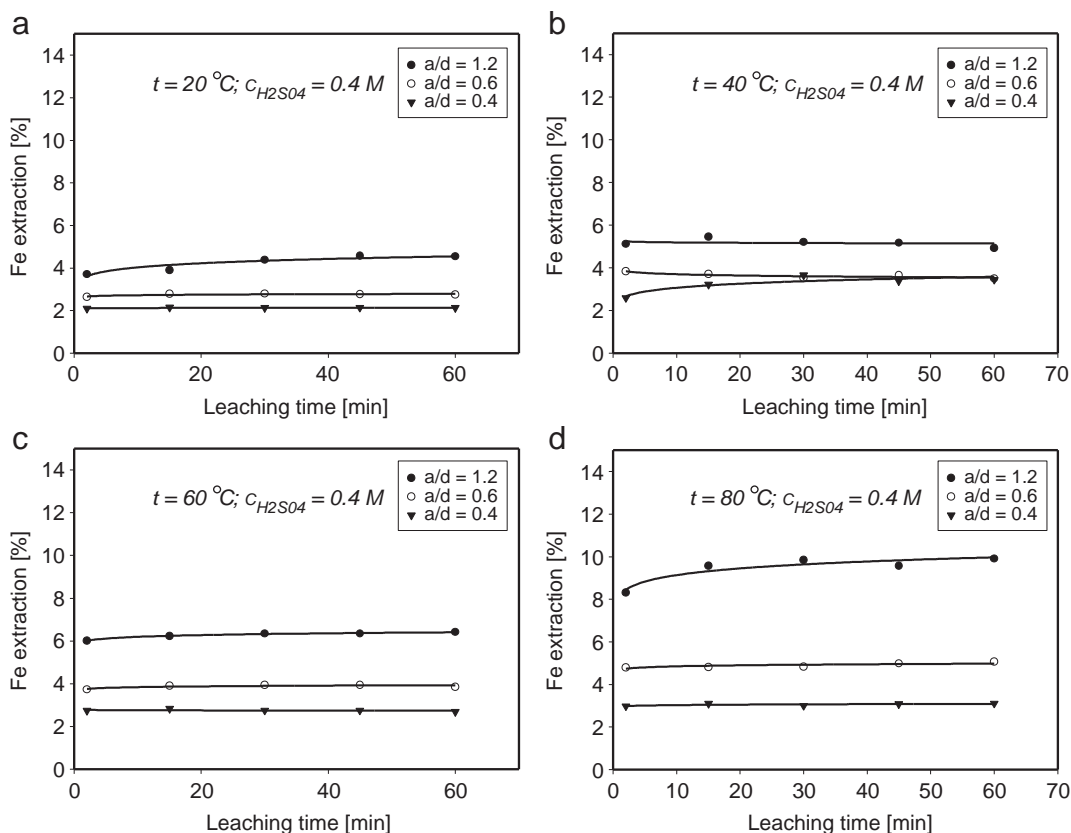 a
t = 20 °C; CH2S04 = 0.4 M
a/d = 1.2
a/d = 0.6
a/d = 0.4
Fe extraction [%]
14
12
10
8
6
4
2
0
0 20 40 60
Leaching time [min]
b
t = 40 °C; CH2S04 = 0.4 M
a/d = 1.2
a/d = 0.6
a/d = 0.4
Fe extraction [%]
14
12
10
8
6
4
2
0
0 10 20 30 40 50 60 70
Leaching time [min]
c
t = 60 °C; CH2S04 = 0.4 M
a/d = 1.2
a/d = 0.6
a/d = 0.4
Fe extraction [%]
14
12
10
8
6
4
2
0
0 20 40 60
Leaching time [min]
d
t = 80 °C; CH2S04 = 0.4 M
a/d = 1.2
a/d = 0.6
a/d = 0.4
Fe extraction [%]
14
12
10
8
6
4
2
0
0 10 20 30 40 50 60 70
Leaching time [min]